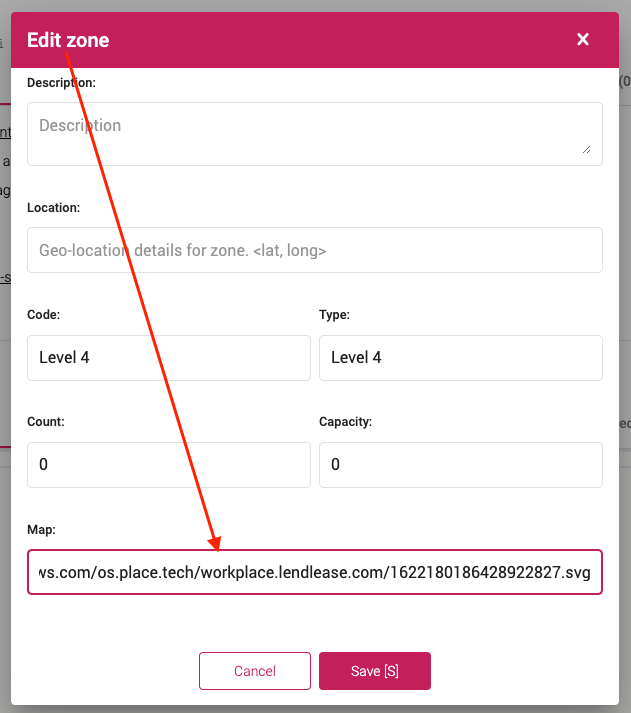 Edit zone
Description:
Description
Location:
Geo-location details for zone. <lat, long>
Code:
Type:
Level 4
Level 4
Count:
Capacity:
0
0
Map:
ws.com/os.place.tech/workplace.lendlease.com/1622180186428922827.svg
Cancel
Save [S]